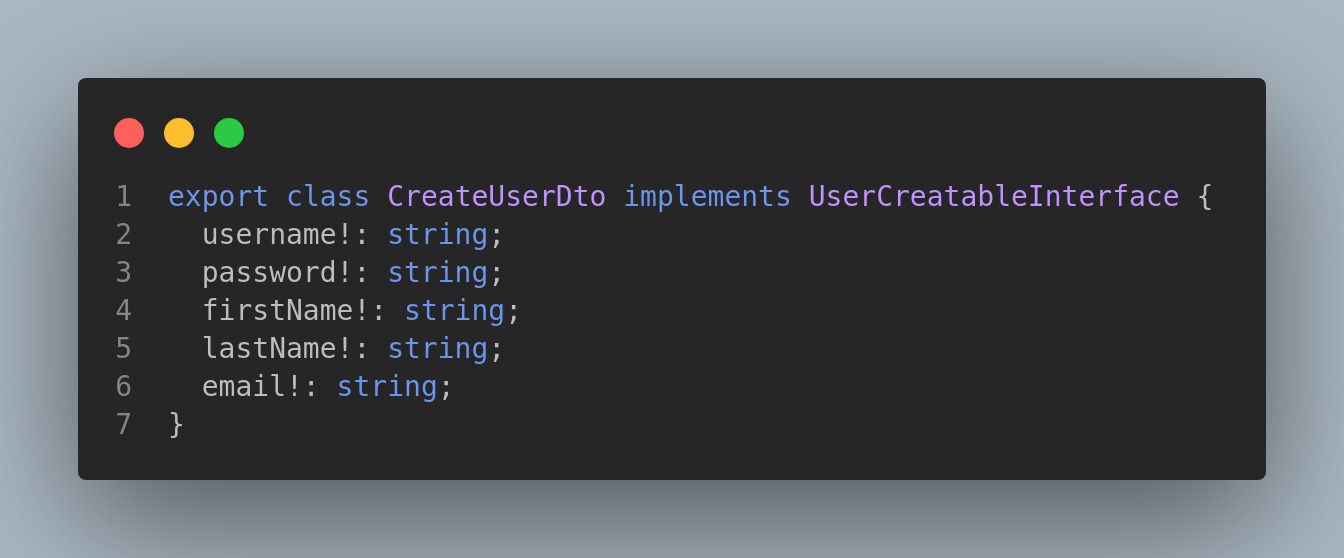 1 export class CreateUserDto implements UserCreatableInterface {
2   username!: string;
3   password!: string;
4   firstName!: string;
5   lastName!: string;
6   email!: string;
7 }